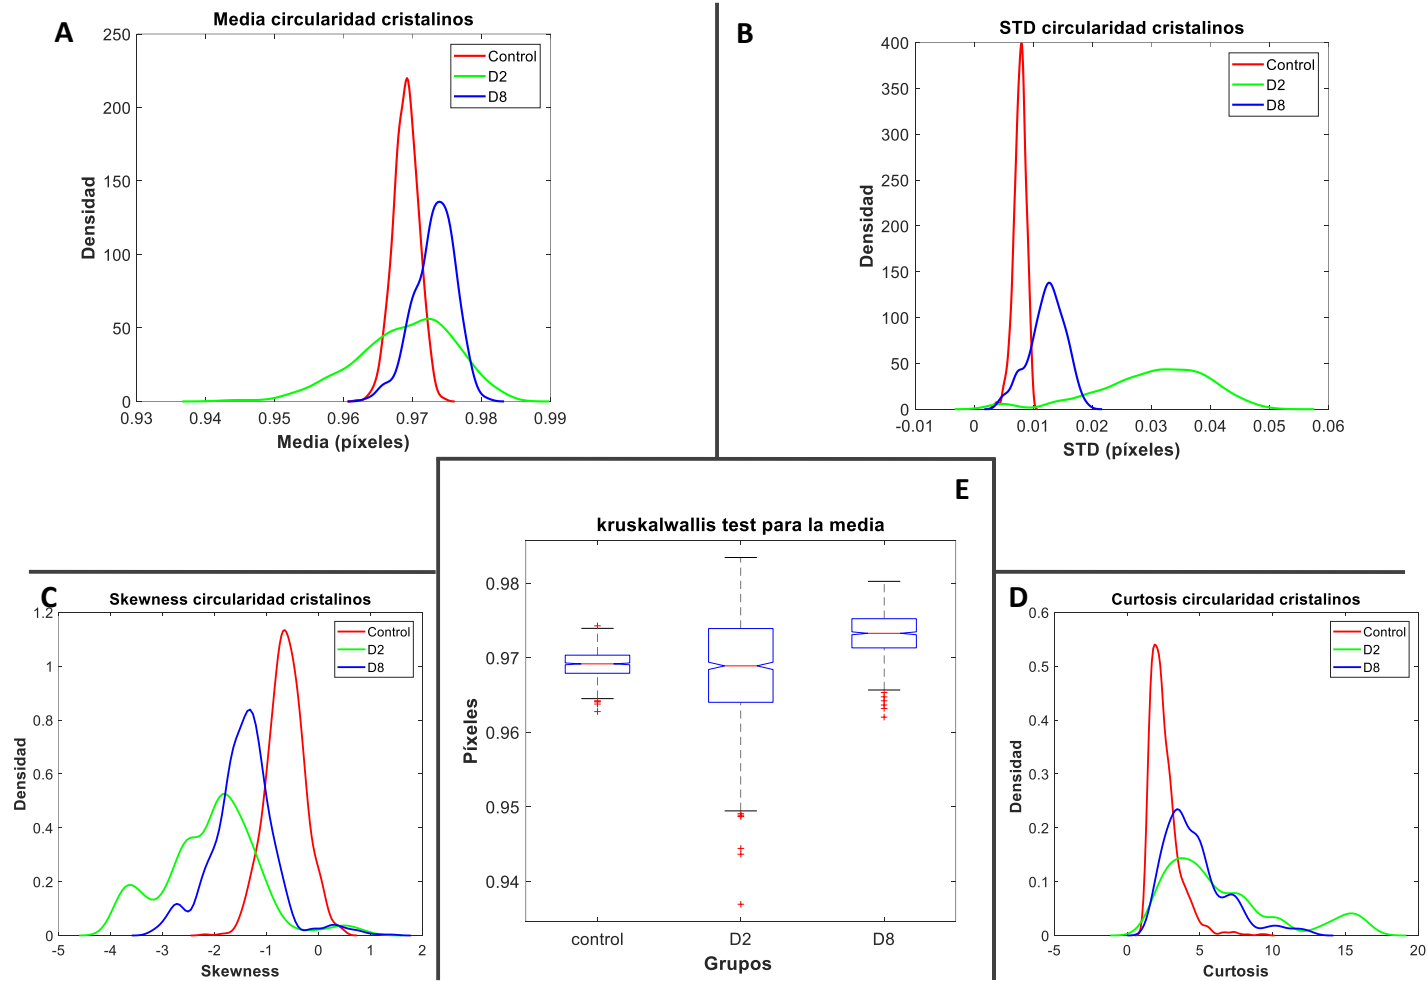 A
Media circularidad cristalinos
250
200
150
100
50
0
Densidad
0.93
0.94
0.95
0.96
0.97
0.98
0.99
Media (píxeles)
Control
D2
D8
B
STD circularidad cristalinos
400
350
300
250
200
150
100
50
0
Densidad
-0.01
0
0.01
0.02
0.03
0.04
0.05
0.06
STD (píxeles)
Control
D2
D8
C
Skewness circularidad cristalinos
1.2
1
0.8
0.6
0.4
0.2
0
Densidad
-5
-4
-3
-2
-1
0
1
2
Skewness
Control
D2
D8
E
kruskalwallis test para la media
0.98
0.97
0.96
0.95
0.94
Píxeles
control
D2
D8
Grupos
D
Curtosis circularidad cristalinos
0.6
0.5
0.4
0.3
0.2
0.1
0
Densidad
-5
0
5
10
15
20
Curtosis
Control
D2
D8